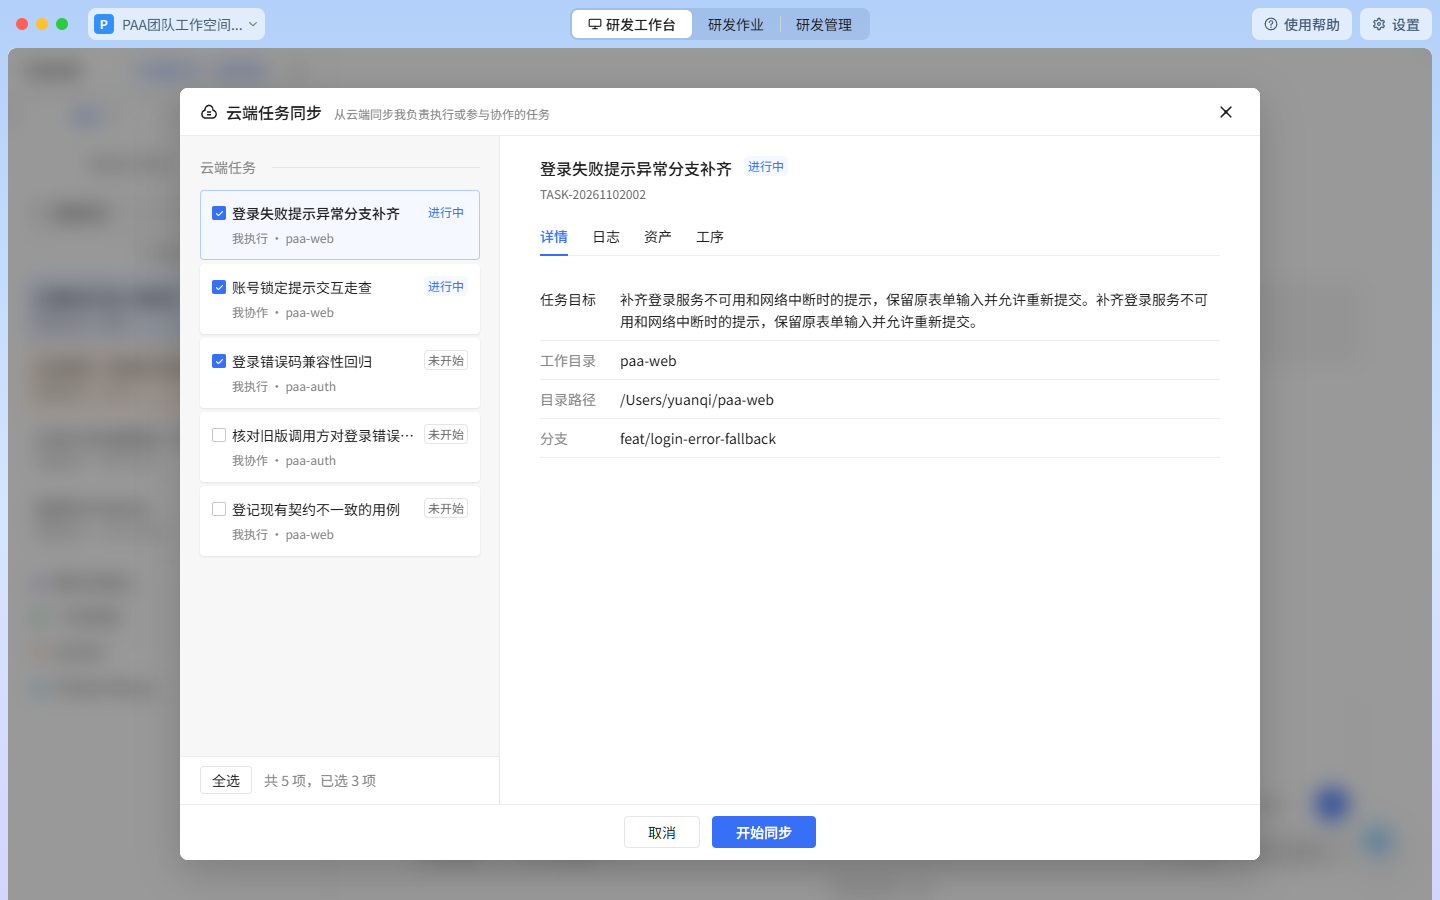 P PAA团队工作空间...
研发工作台 研发作业 研发管理
使用帮助 设置
云端任务同步 从云端同步我负责执行或参与协作的任务
云端任务
登录失败提示异常分支补齐 进行中
我执行 • paa-web
账号锁定提示交互走查 进行中
我协作 • paa-web
登录错误码兼容性回归 未开始
我执行 • paa-auth
核对旧版调用方对登录错误… 未开始
我协作 • paa-auth
登记现有契约不一致的用例 未开始
我执行 • paa-web
全选 共 5 项，已选 3 项
登录失败提示异常分支补齐 进行中
TASK-20261102002
详情 日志 资产 工序
任务目标 补齐登录服务不可用和网络中断时的提示，保留原表单输入并允许重新提交。补齐登录服务不可
用和网络中断时的提示，保留原表单输入并允许重新提交。
工作目录 paa-web
目录路径 /Users/yuanqi/paa-web
分支 feat/login-error-fallback
取消 开始同步